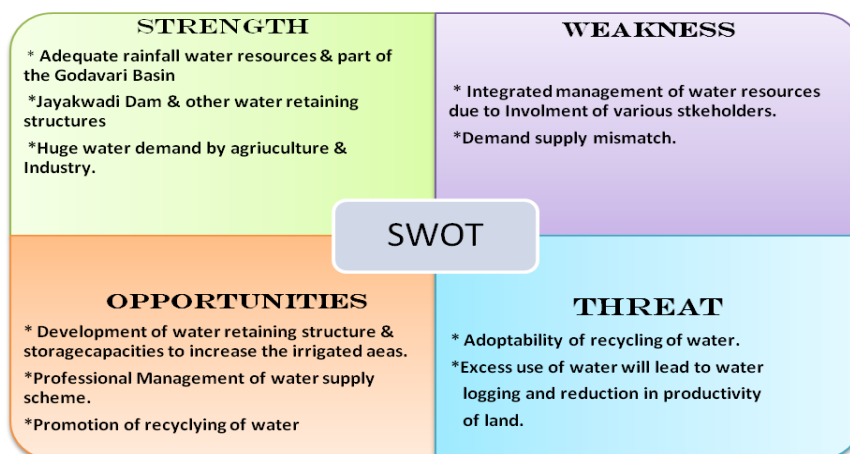 STRENGTH
* Adequate rainfall water resources & part of
the Godavari Basin
*Jayakwadi Dam & other water retaining
structures
*Huge water demand by agriuculture &
Industry.
WEAKNESS
* Integrated management of water resources
due to Involment of various stkeholders.
*Demand supply mismatch.
SWOT
OPPORTUNITIES
* Development of water retaining structure &
storagecapacities to increase the irrigated aeas.
*Professional Management of water supply
scheme.
*Promotion of recyclying of water
THREAT
* Adoptability of recycling of water.
*Excess use of water will lead to water
logging and reduction in productivity
of land.